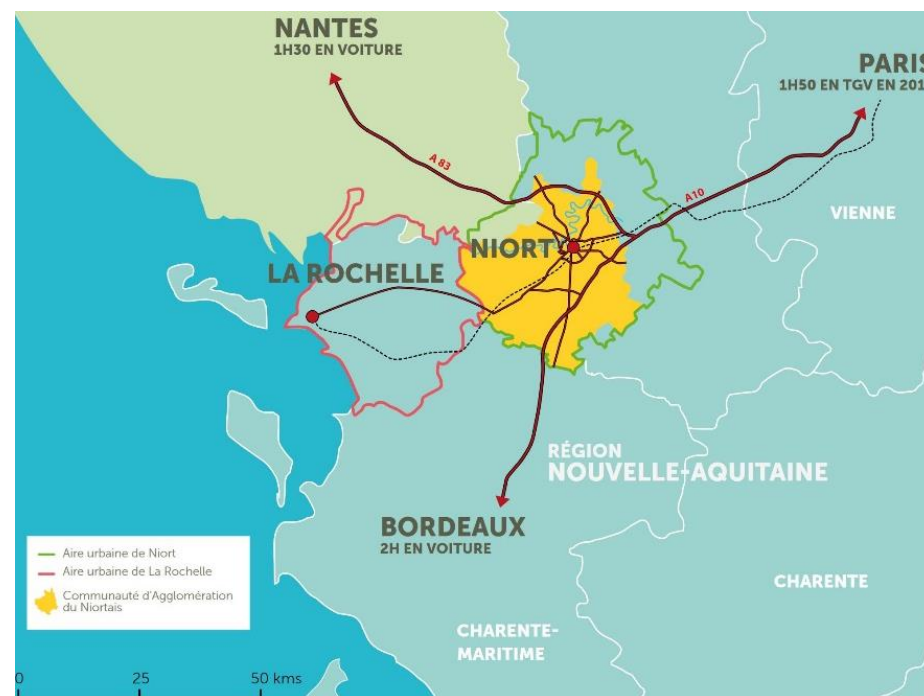 NANTES
1H30 EN VOITURE
PARIS
1H50 EN TGV EN 201
A 83
A10
VIENNE
NIORT
LA ROCHELLE
RÉGION
NOUVELLE-AQUITAINE
BORDEAUX
2H EN VOITURE
CHARENTE
CHARENTE-
MARITIME
Aire urbaine de Niort
Aire urbaine de La Rochelle
Communauté d'Agglomération
du Niortais
0 25 50 kms